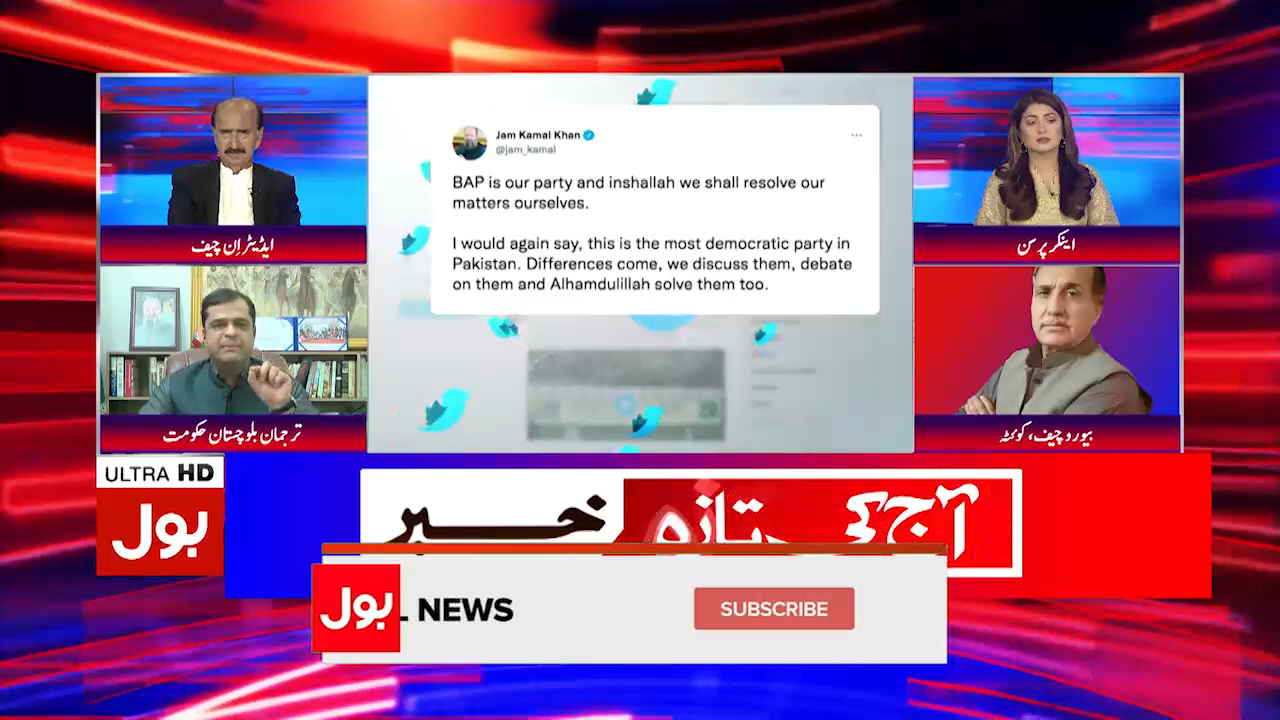 Jam Kamal Khan
@jam_kamal
BAP is our party and inshallah we shall resolve our
matters ourselves.
I would again say, this is the most democratic party in
Pakistan. Differences come, we discuss them, debate
on them and Alhamdulillah solve them too.
ایڈیٹر اِن چیف
اینکر پرسن
ترجمان بلوچستان حکومت
بیورو چیف، کوئٹہ
ULTRA HD
بول
آج کی تازہ خبر
بول
NEWS
SUBSCRIBE